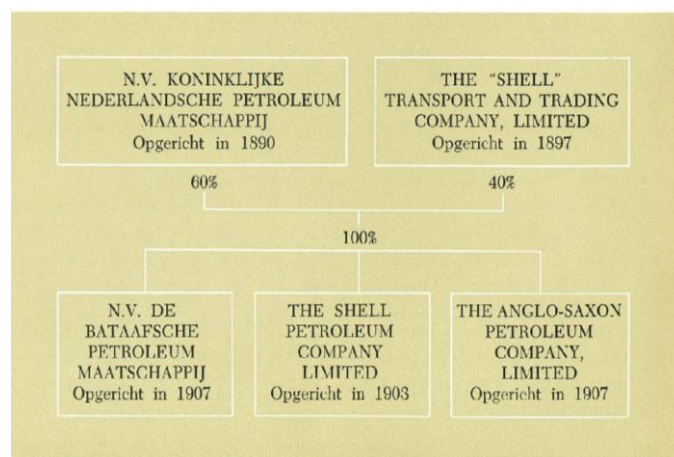 N.V. KONINKLIJKE
NEDERLANDSCHE PETROLEUM
MAATSCHAPPIJ
Opgericht in 1890
THE "SHELL"
TRANSPORT AND TRADING
COMPANY, LIMITED
Opgericht in 1897
60%
40%
100%
N.V. DE
BATAAFSCHE
PETROLEUM
MAATSCHAPPIJ
Opgericht in 1907
THE SHELL
PETROLEUM
COMPANY
LIMITED
Opgericht in 1903
THE ANGLO-SAXON
PETROLEUM
COMPANY,
LIMITED
Opgericht in 1907